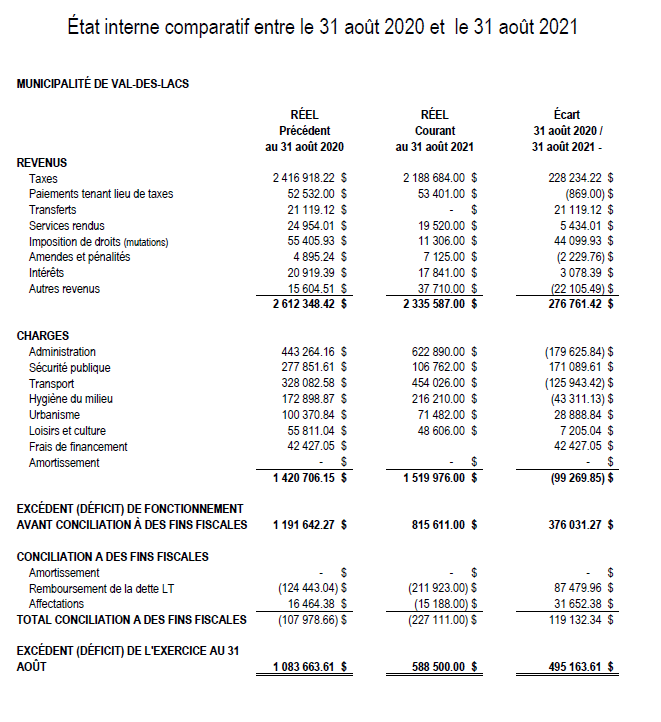 État interne comparatif entre le 31 août 2020 et le 31 août 2021
MUNICIPALITÉ DE VAL-DES-LACS
RÉEL RÉEL Écart
Précédent Courant 31 août 2020 /
au 31 août 2020 au 31 août 2021 31 août 2021 -
REVENUS
Taxes 2 416 918.22 $ 2 188 684.00 $ 228 234.22 $
Paiements tenant lieu de taxes 52 532.00 $ 53 401.00 $ (869.00) $
Transferts 21 119.12 $ - $ 21 119.12 $
Services rendus 24 954.01 $ 19 520.00 $ 5 434.01 $
Imposition de droits (mutations) 55 405.93 $ 11 306.00 $ 44 099.93 $
Amendes et pénalités 4 895.24 $ 7 125.00 $ (2 229.76) $
Intérêts 20 919.39 $ 17 841.00 $ 3 078.39 $
Autres revenus 15 604.51 $ 37 710.00 $ (22 105.49) $
2 612 348.42 $ 2 335 587.00 $ 276 761.42 $
CHARGES
Administration 443 264.16 $ 622 890.00 $ (179 625.84) $
Sécurité publique 277 851.61 $ 106 762.00 $ 171 089.61 $
Transport 328 082.58 $ 454 026.00 $ (125 943.42) $
Hygiène du milieu 172 898.87 $ 216 210.00 $ (43 311.13) $
Urbanisme 100 370.84 $ 71 482.00 $ 28 888.84 $
Loisirs et culture 55 811.04 $ 48 606.00 $ 7 205.04 $
Frais de financement 42 427.05 $ 42 427.05 $
Amortissement - $ - $ - $
1 420 706.15 $ 1 519 976.00 $ (99 269.85) $
EXCÉDENT (DÉFICIT) DE FONCTIONNEMENT
AVANT CONCILIATION À DES FINS FISCALES 1 191 642.27 $ 815 611.00 $ 376 031.27 $
CONCILIATION A DES FINS FISCALES
Amortissement - $ - $ - $
Remboursement de la dette LT (124 443.04) $ (211 923.00) $ 87 479.96 $
Affectations 16 464.38 $ (15 188.00) $ 31 652.38 $
TOTAL CONCILIATION A DES FINS FISCALES (107 978.66) $ (227 111.00) $ 119 132.34 $
EXCÉDENT (DÉFICIT) DE L'EXERCICE AU 31
AOÛT 1 083 663.61 $ 588 500.00 $ 495 163.61 $